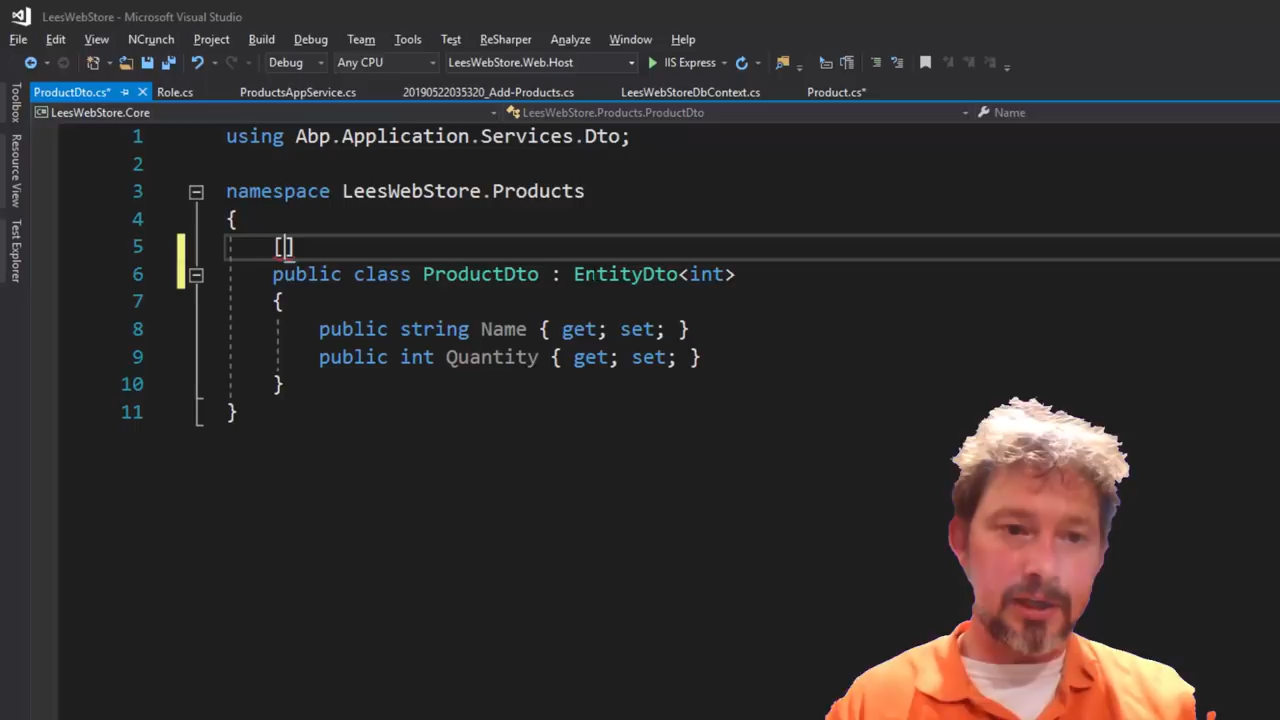 LeesWebStore - Microsoft Visual Studio
File Edit View NCrunch Project Build Debug Team Tools Test ReSharper Analyze Window Help
Debug Any CPU LeesWebStore.Web.Host IIS Express
ProductDto.cs* Role.cs ProductsAppService.cs 20190522035320_Add-Products.cs LeesWebStoreDbContext.cs Product.cs*
LeesWebStore.Core LeesWebStore.Products.ProductDto Name
Toolbox
Resource View
Test Explorer
1 using Abp.Application.Services.Dto;
2
3 namespace LeesWebStore.Products
4 {
5 []
6 public class ProductDto : EntityDto<int>
7 {
8 public string Name { get; set; }
9 public int Quantity { get; set; }
10 }
11 }